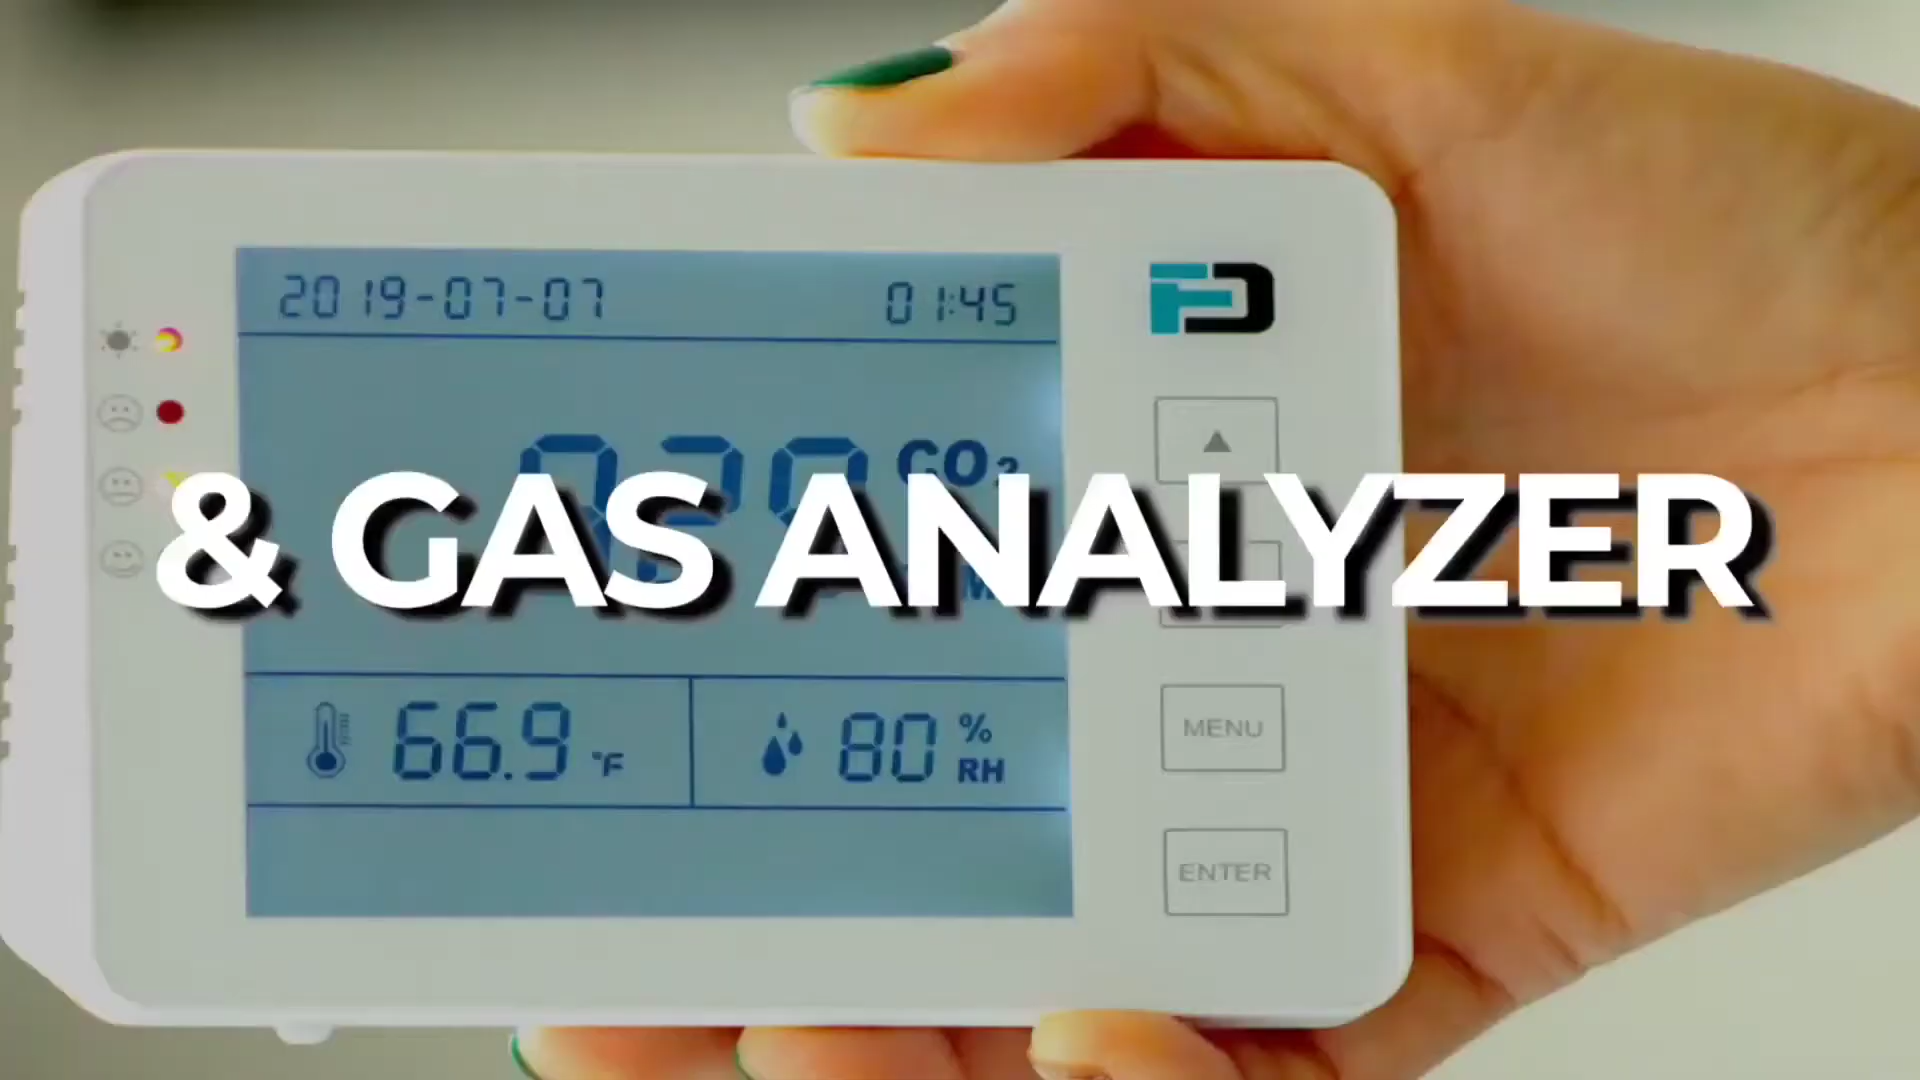 2019-07-07 01:45
CO₂
& GAS ANALYZER
66.9 °F
80 % RH
MENU
ENTER